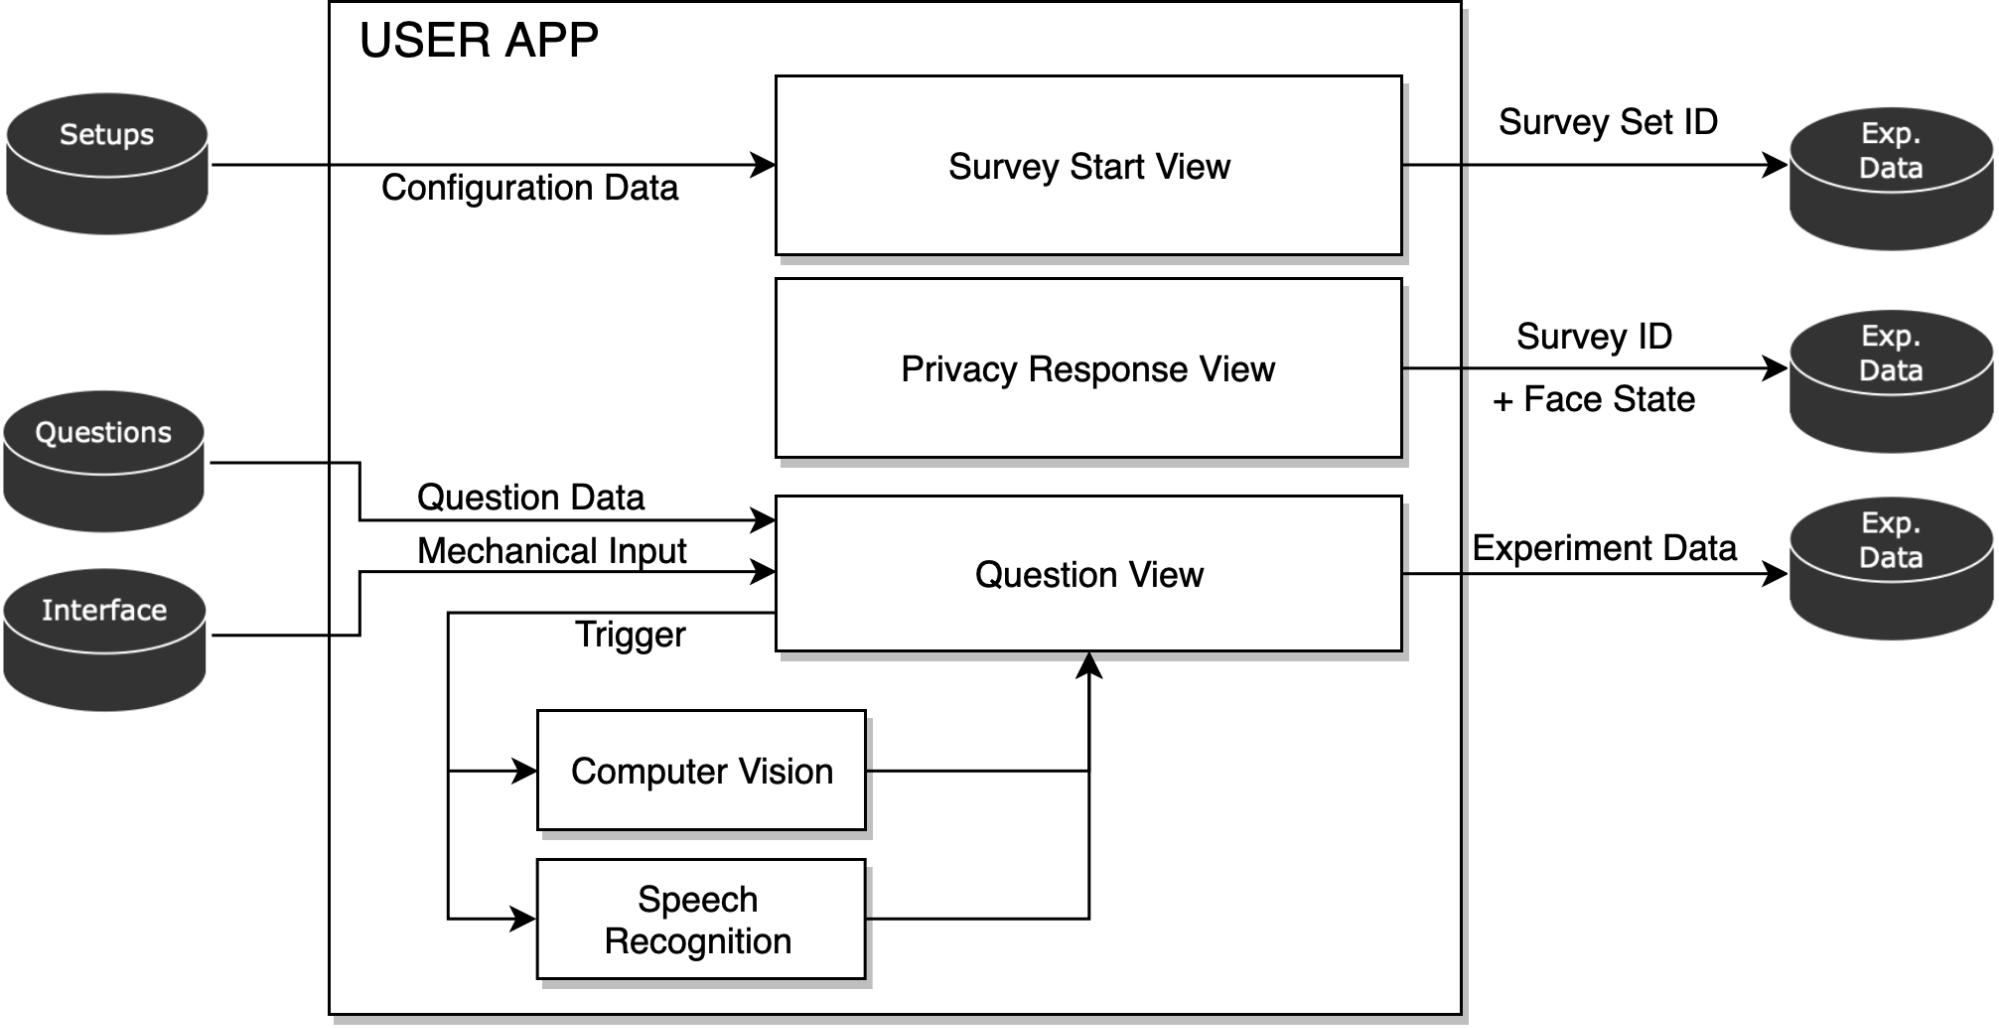 USER APP
Setups
Configuration Data
Survey Start View
Survey Set ID
Exp.
Data
Privacy Response View
Survey ID
+ Face State
Exp.
Data
Questions
Question Data
Interface
Mechanical Input
Question View
Trigger
Experiment Data
Exp.
Data
Computer Vision
Speech
Recognition